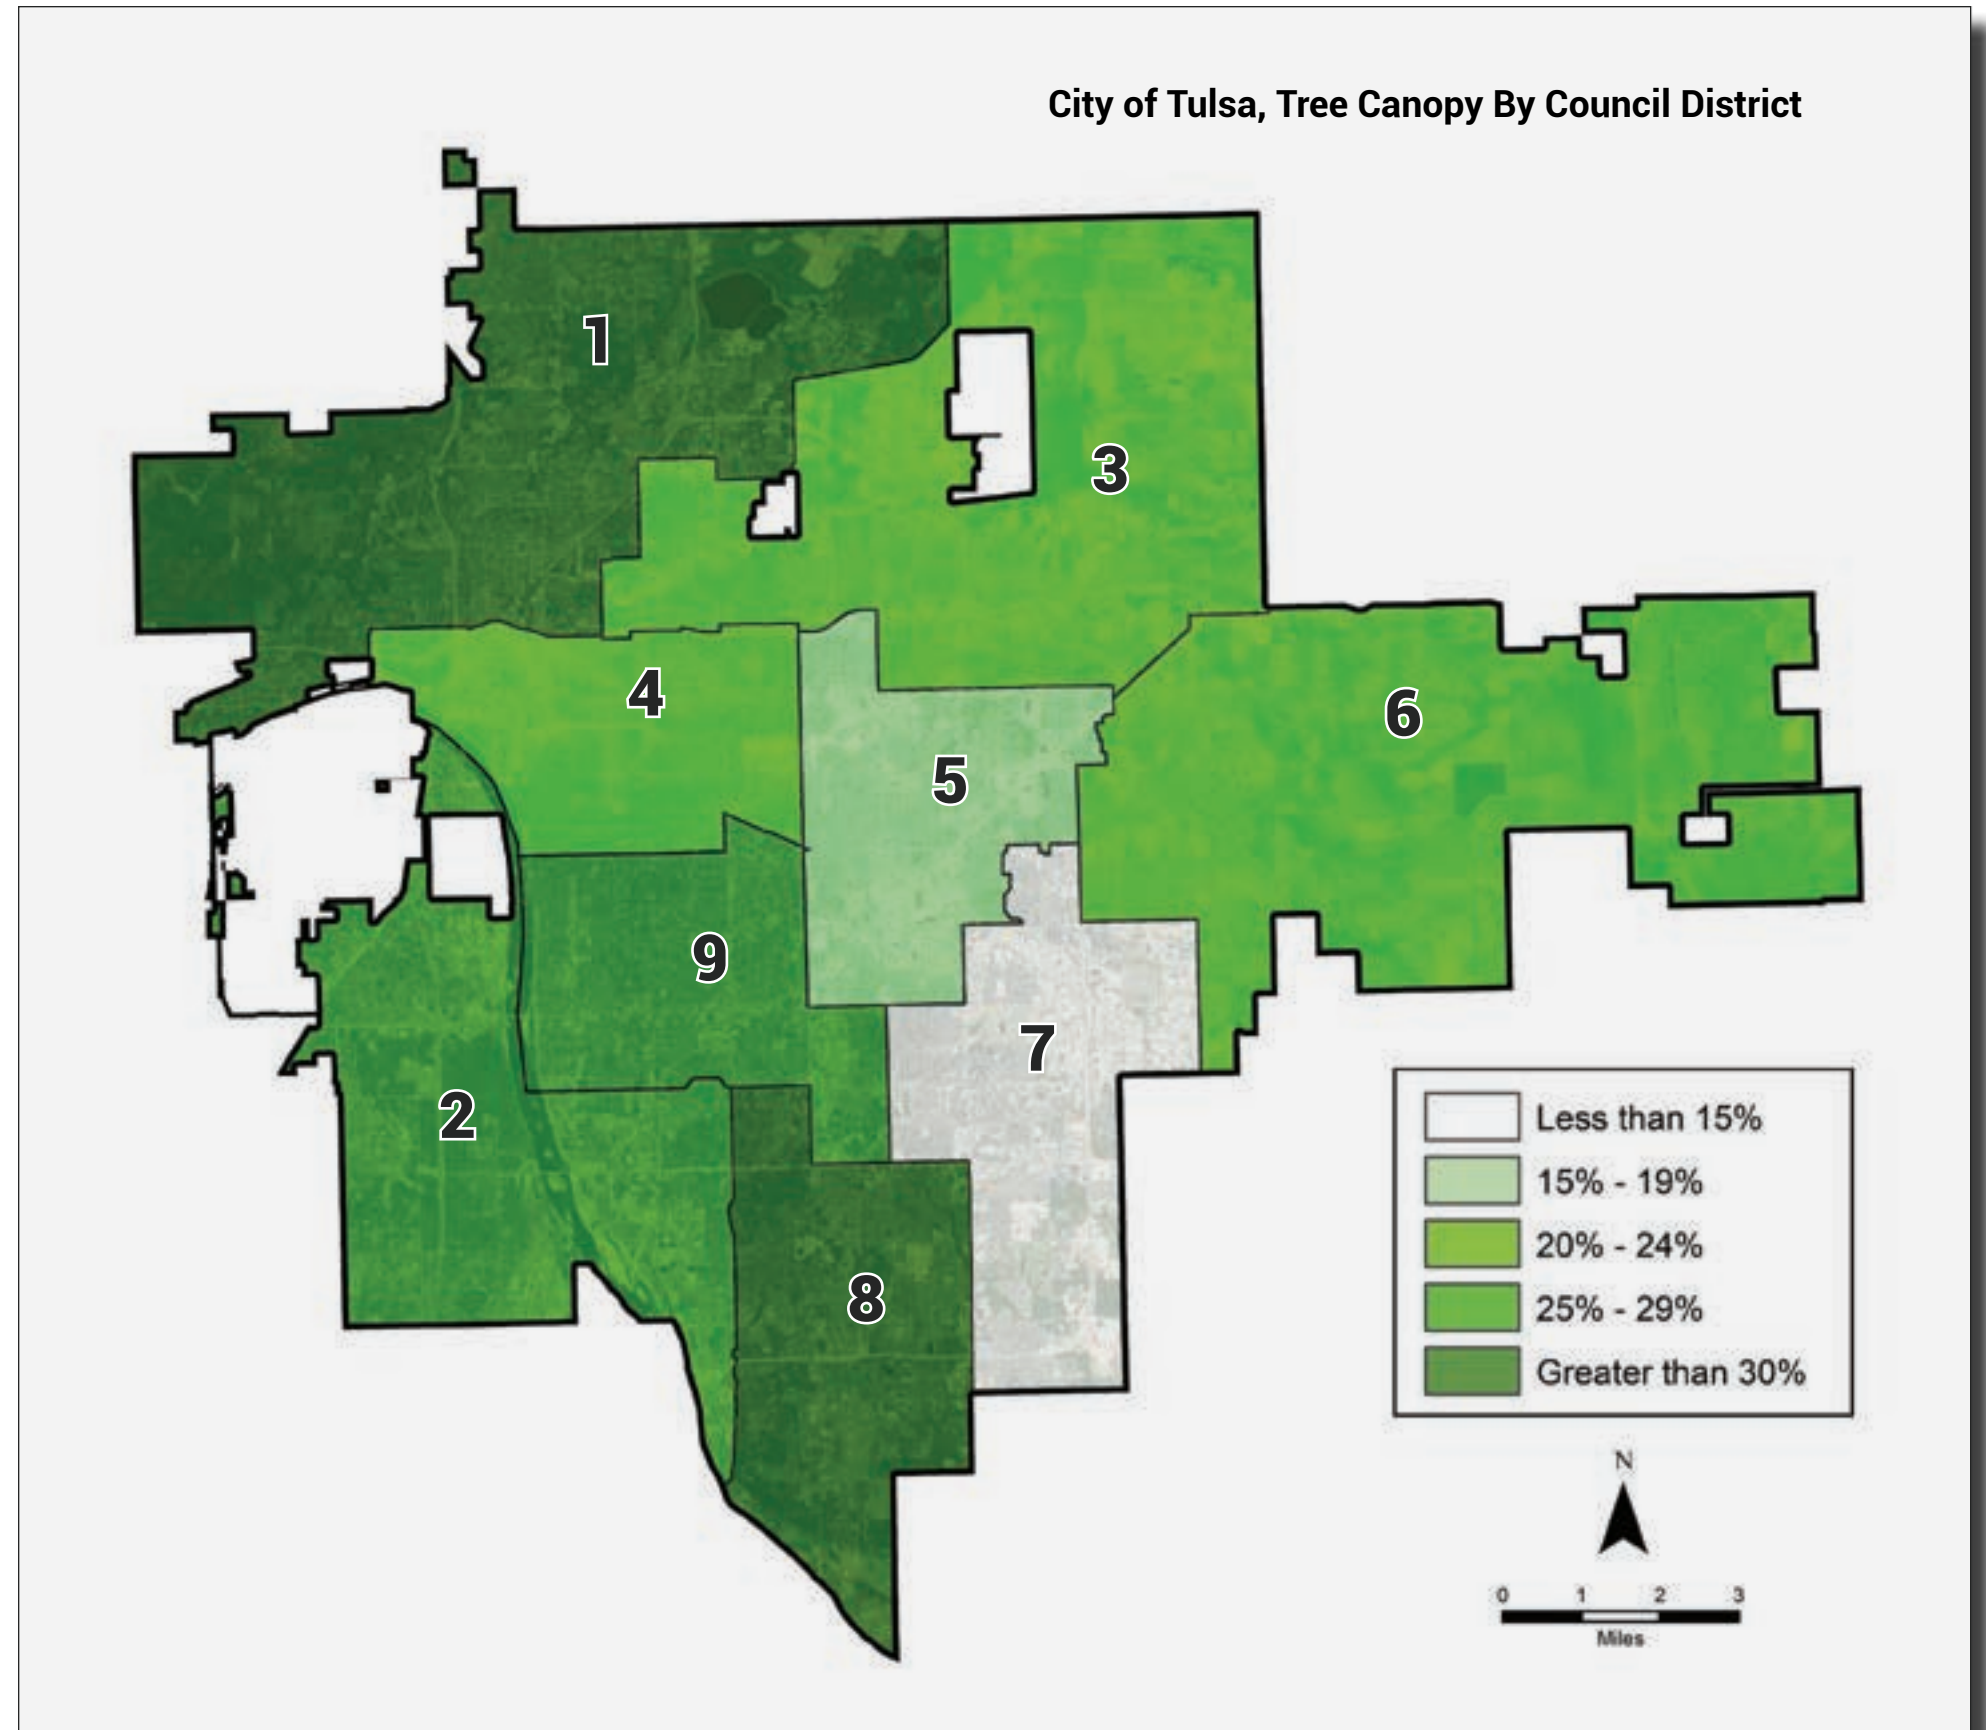 City of Tulsa, Tree Canopy By Council District
1
3
4
6
5
9
7
2
8
Less than 15%
15% - 19%
20% - 24%
25% - 29%
Greater than 30%
N
0 1 2 3
Miles